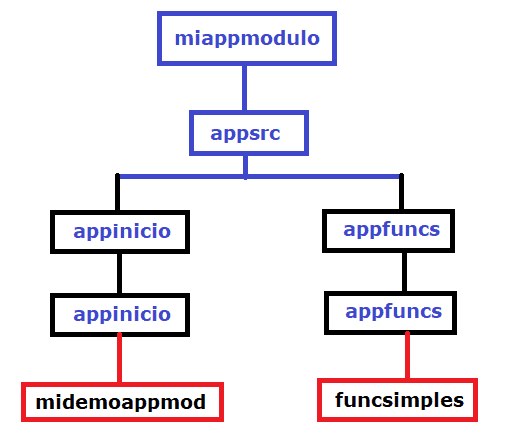 miappmodulo
appsrc
appinicio
appfuncs
appinicio
appfuncs
midemoappmod
funcsimples